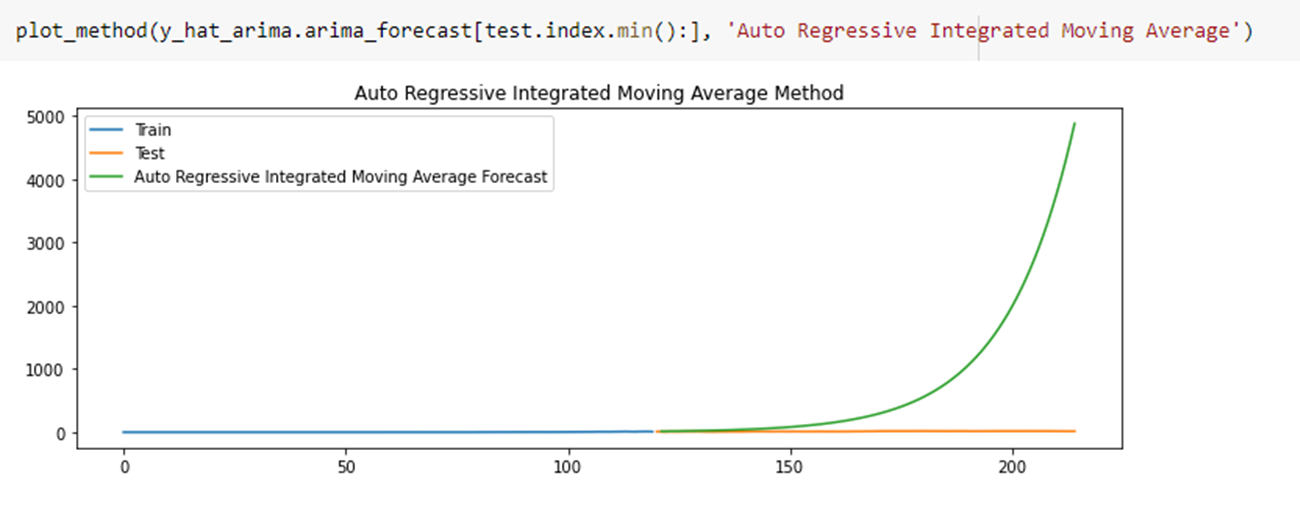 plot_method(y_hat_arima.arima_forecast[test.index.min():], 'Auto Regressive Integrated Moving Average')
Auto Regressive Integrated Moving Average Method
Train
Test
Auto Regressive Integrated Moving Average Forecast
5000
4000
3000
2000
1000
0
0 50 100 150 200